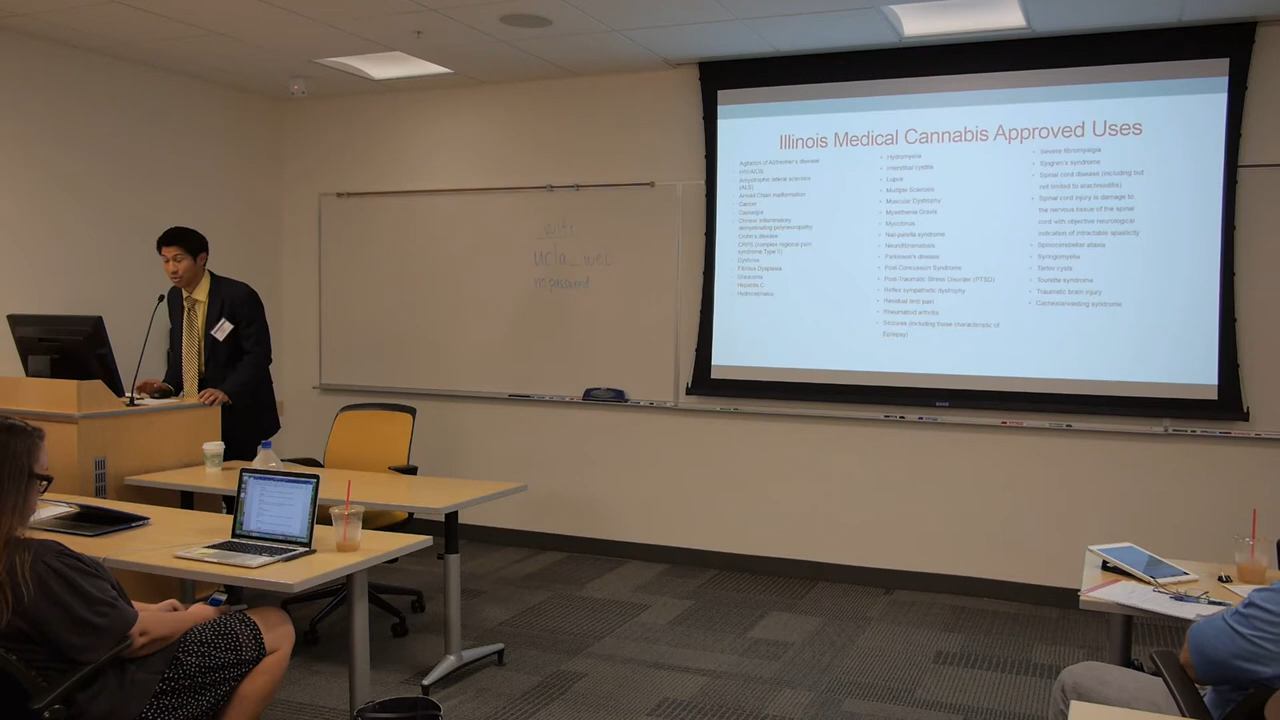 wifi
ucla_wec
no password
Illinois Medical Cannabis Approved Uses
Agitation of Alzheimer's disease
HIV/AIDS
Amyotrophic lateral sclerosis
(ALS)
Arnold Chiari malformation
Cancer
Causalgia
Chronic inflammatory
demyelinating polyneuropathy
Crohn's disease
CRPS (complex regional pain
syndrome Type II)
Dystonia
Fibrous Dysplasia
Glaucoma
Hepatitis C
Hydrocephalus
Hydromyelia
Interstitial cystitis
Lupus
Multiple Sclerosis
Muscular Dystrophy
Myasthenia Gravis
Myoclonus
Nail-patella syndrome
Neurofibromatosis
Parkinson's disease
Post-Concussion Syndrome
Post-Traumatic Stress Disorder (PTSD)
Reflex sympathetic dystrophy
Residual limb pain
Rheumatoid arthritis
Seizures (including those characteristic of
Epilepsy)
Severe fibromyalgia
Sjogren's syndrome
Spinal cord disease (including but
not limited to arachnoiditis)
Spinal cord injury is damage to
the nervous tissue of the spinal
cord with objective neurological
indication of intractable spasticity
Spinocerebellar ataxia
Syringomyelia
Tarlov cysts
Tourette syndrome
Traumatic brain injury
Cachexia/wasting syndrome